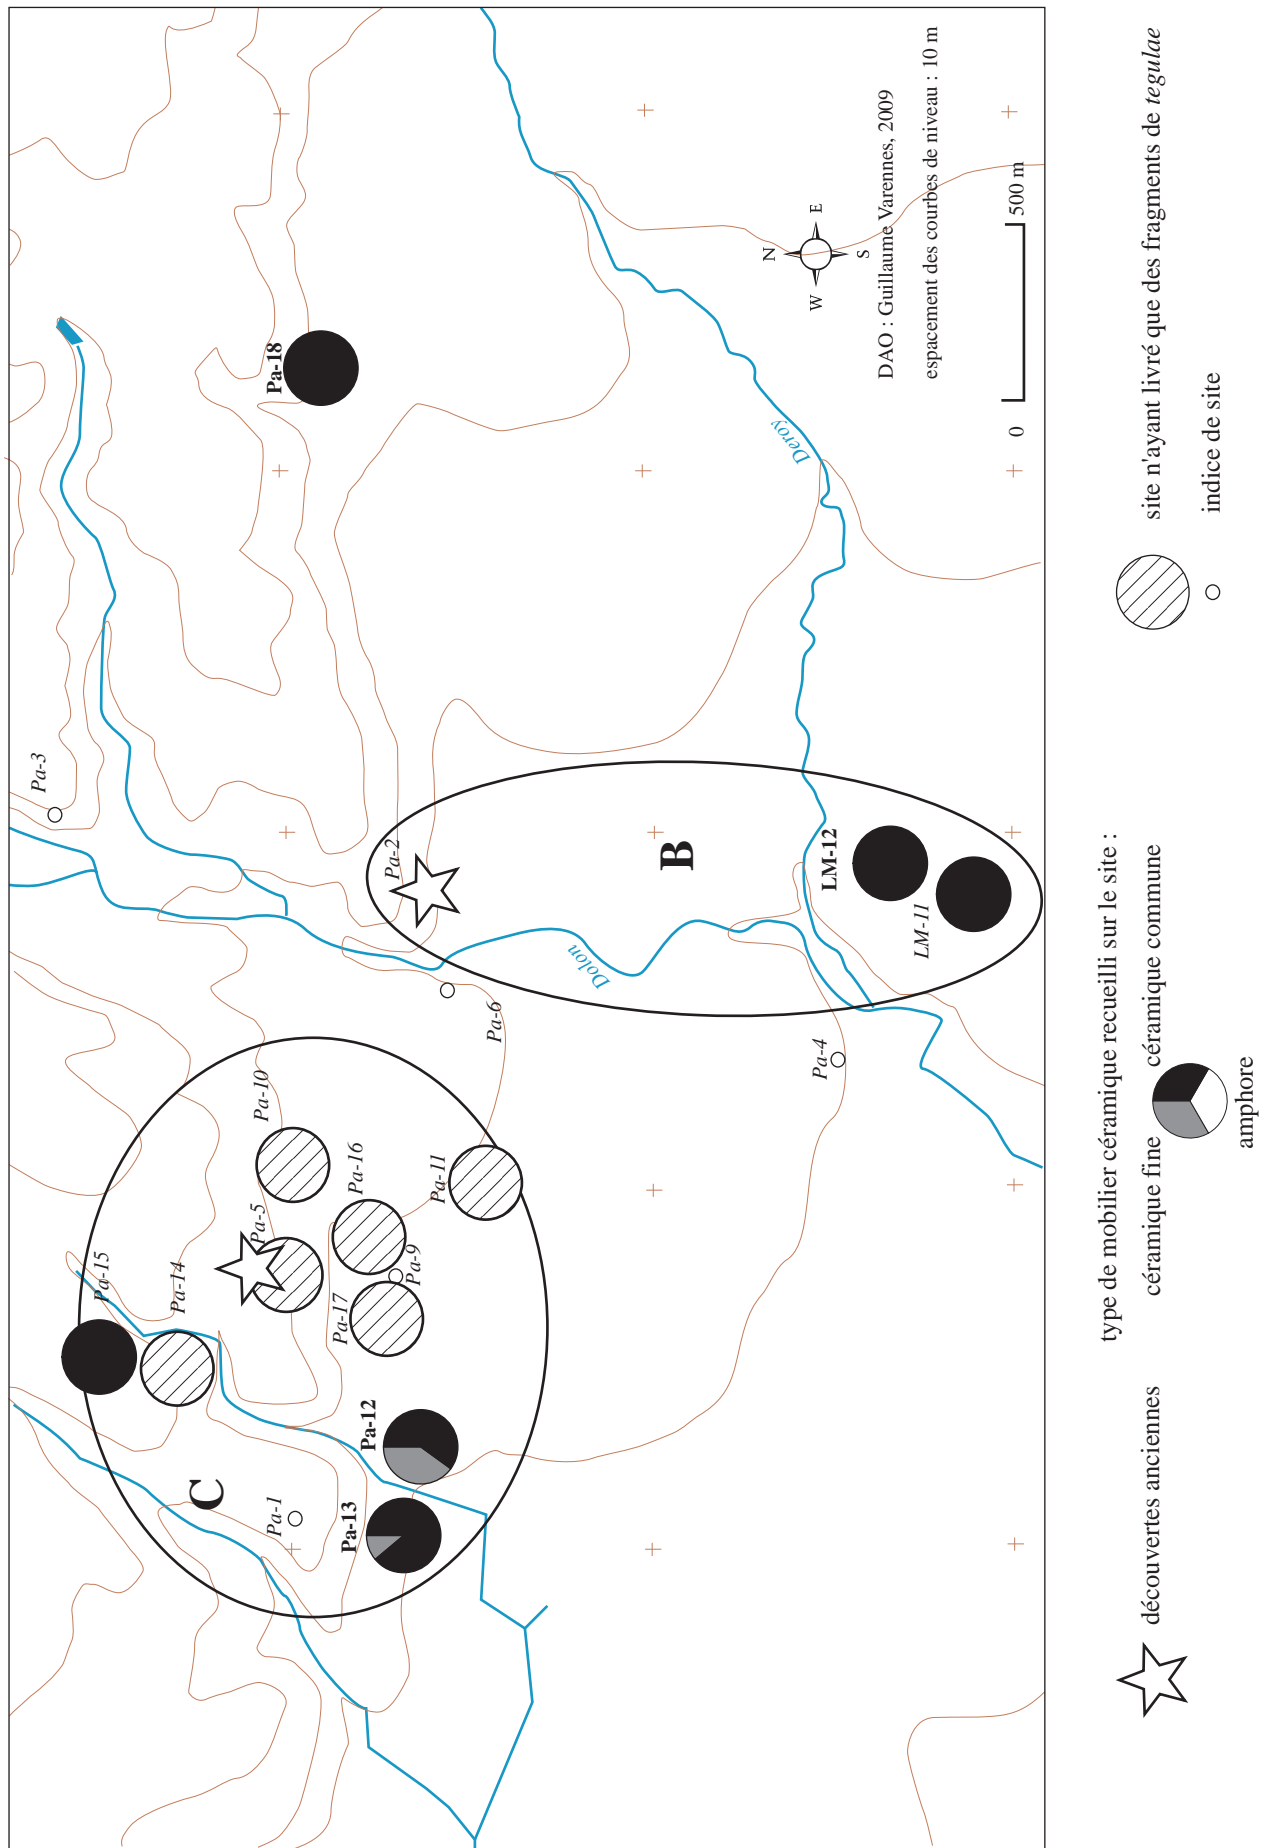 Pa-3
Pa-18
Pa-2
Pa-15
Pa-14
Pa-10
Pa-5
Pa-16
Pa-6
Pa-11
Pa-9
Pa-17
C
Pa-1
Pa-12
Pa-13
Dolon
B
Deroy
Pa-4
LM-12
LM-11
N
W
E
S
DAO : Guillaume Varennes, 2009
espacement des courbes de niveau : 10 m
0
500 m
découvertes anciennes
type de mobilier céramique recueilli sur le site :
céramique fine
céramique commune
amphore
site n'ayant livré que des fragments de tegulae
indice de site